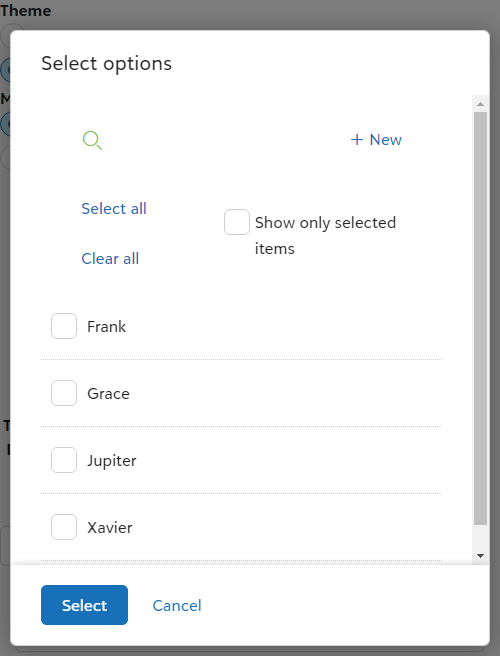 Theme
M
Select options
+ New
Select all
Show only selected
items
Clear all
Frank
Grace
Jupiter
Xavier
T
Select
Cancel